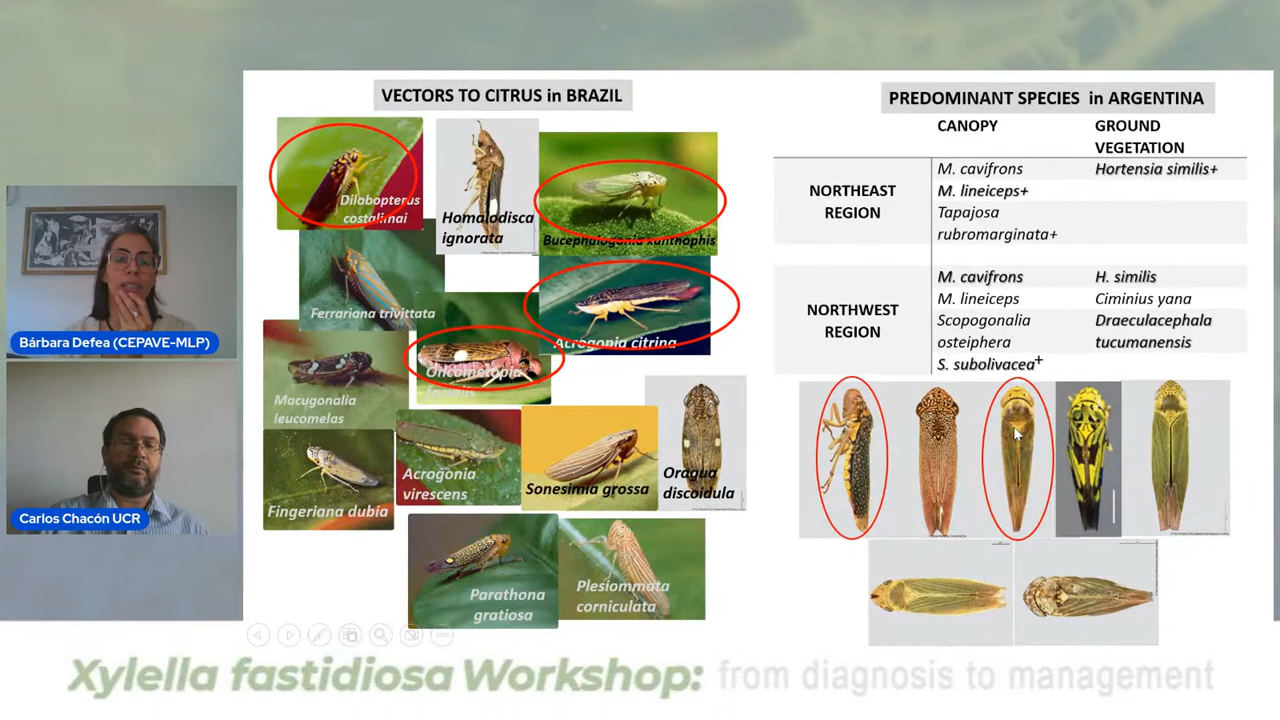 VECTORS TO CITRUS in BRAZIL
Dilobopterus
costalimai
Homalodisca
ignorata
Bucephalogonia xanthophis
Ferrariana trivittata
Acrogonia citrina
Oncometopia
facialis
Macugonalia
leucomelas
Acrogonia
virescens
Fingeriana dubia
Sonesimia grossa
Oragua
discoidula
Parathona
gratiosa
Plesiommata
corniculata
PREDOMINANT SPECIES in ARGENTINA
CANOPY
GROUND
VEGETATION
NORTHEAST
REGION
M. cavifrons
M. lineiceps+
Tapajosa
rubromarginata+
Hortensia similis+
NORTHWEST
REGION
M. cavifrons
M. lineiceps
Scopogonalia
osteiphera
S. subolivacea+
H. similis
Ciminius yana
Draeculacephala
tucumanensis
Bárbara Defea (CEPAVE-MLP)
Carlos Chacón UCR
Xylella fastidiosa Workshop: from diagnosis to management